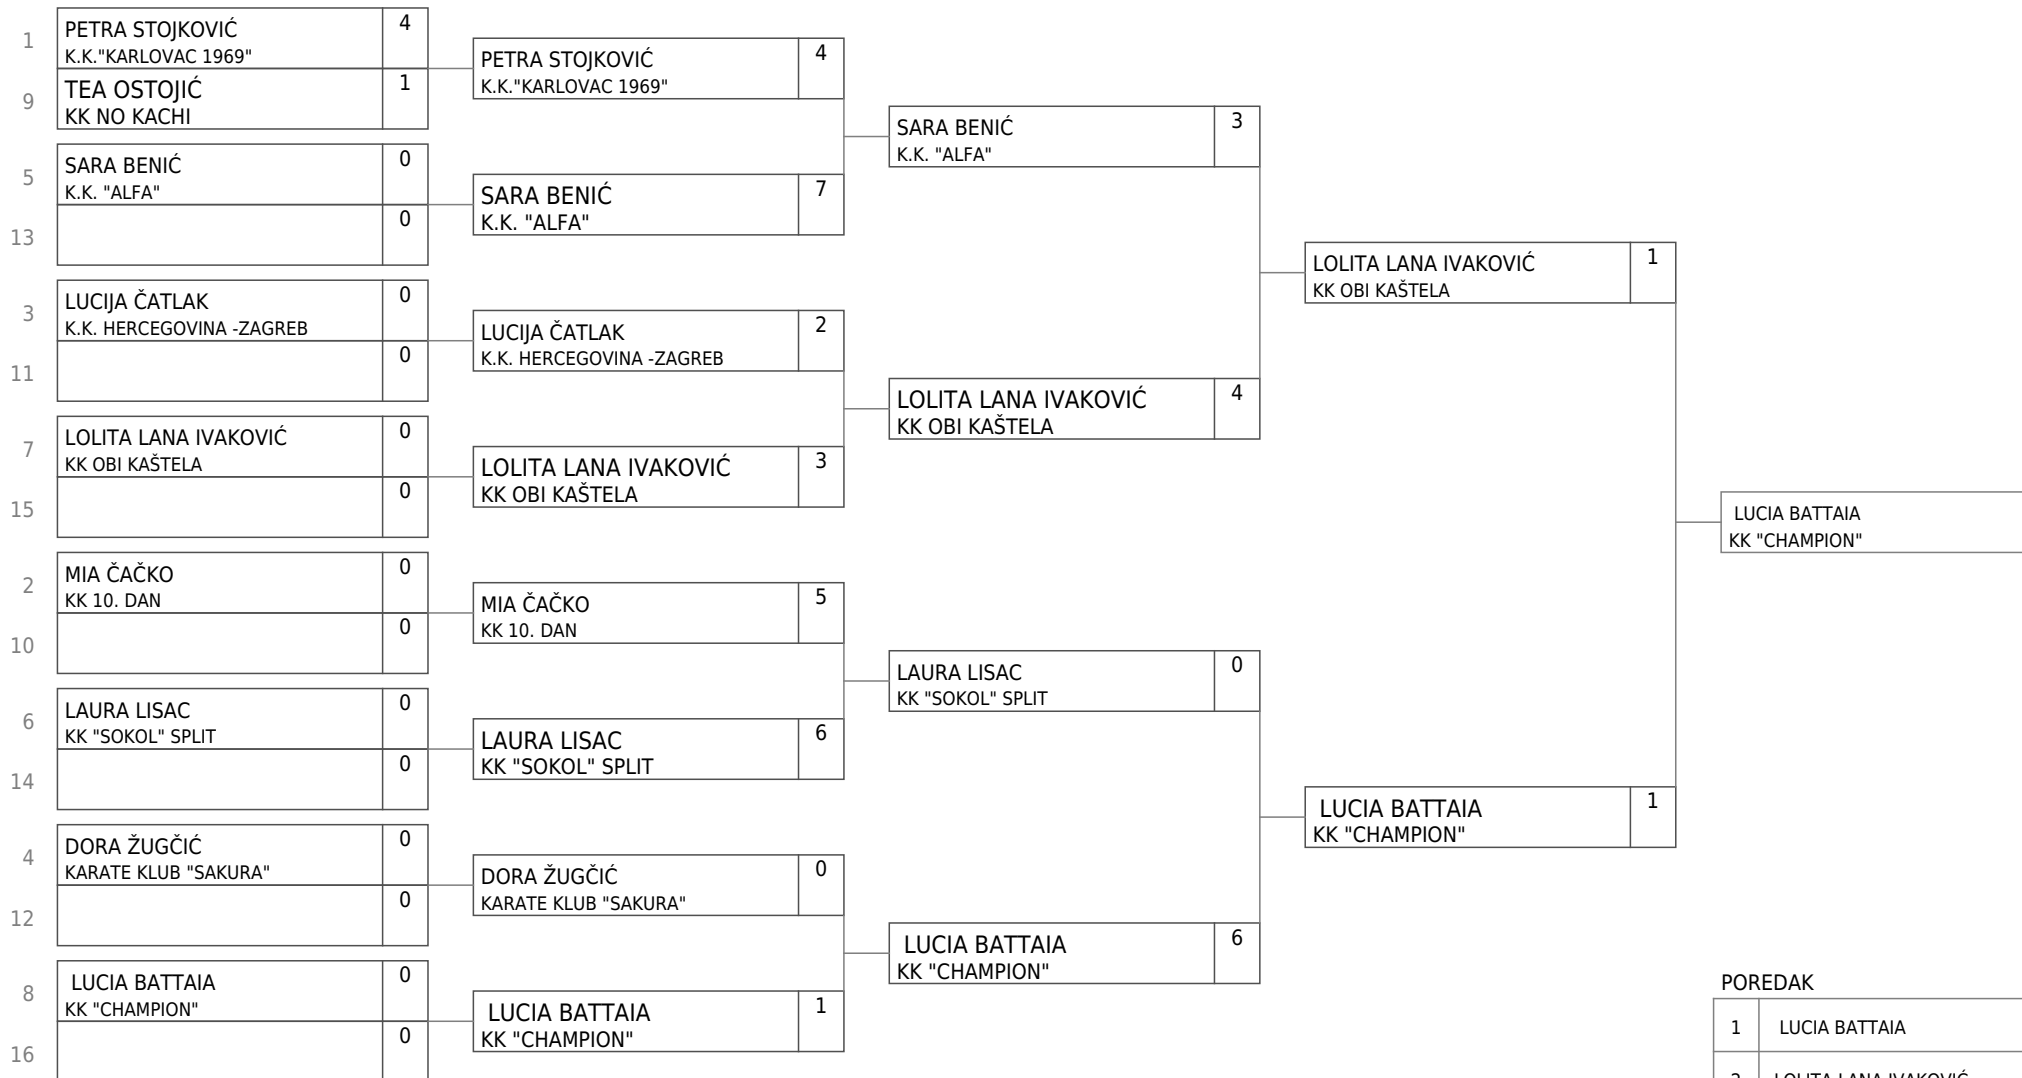 1
PETRA STOJKOVIĆ
K.K."KARLOVAC 1969"
4
9
TEA OSTOJIĆ
KK NO KACHI
1
5
SARA BENIĆ
K.K. "ALFA"
0
13
0
3
LUCIJA ČATLAK
K.K. HERCEGOVINA -ZAGREB
0
11
0
7
LOLITA LANA IVAKOVIĆ
KK OBI KAŠTELA
0
15
0
2
MIA ČAČKO
KK 10. DAN
0
10
0
6
LAURA LISAC
KK "SOKOL" SPLIT
0
14
0
4
DORA ŽUGČIĆ
KARATE KLUB "SAKURA"
0
12
0
8
LUCIA BATTAIA
KK "CHAMPION"
0
16
0
PETRA STOJKOVIĆ
K.K."KARLOVAC 1969"
4
SARA BENIĆ
K.K. "ALFA"
7
LUCIJA ČATLAK
K.K. HERCEGOVINA -ZAGREB
2
LOLITA LANA IVAKOVIĆ
KK OBI KAŠTELA
3
MIA ČAČKO
KK 10. DAN
5
LAURA LISAC
KK "SOKOL" SPLIT
6
DORA ŽUGČIĆ
KARATE KLUB "SAKURA"
0
LUCIA BATTAIA
KK "CHAMPION"
1
SARA BENIĆ
K.K. "ALFA"
3
LOLITA LANA IVAKOVIĆ
KK OBI KAŠTELA
4
LAURA LISAC
KK "SOKOL" SPLIT
0
LUCIA BATTAIA
KK "CHAMPION"
6
LOLITA LANA IVAKOVIĆ
KK OBI KAŠTELA
1
LUCIA BATTAIA
KK "CHAMPION"
1
LUCIA BATTAIA
KK "CHAMPION"
POREDAK
1 LUCIA BATTAIA
2 LOLITA LANA IVAKOVIĆ